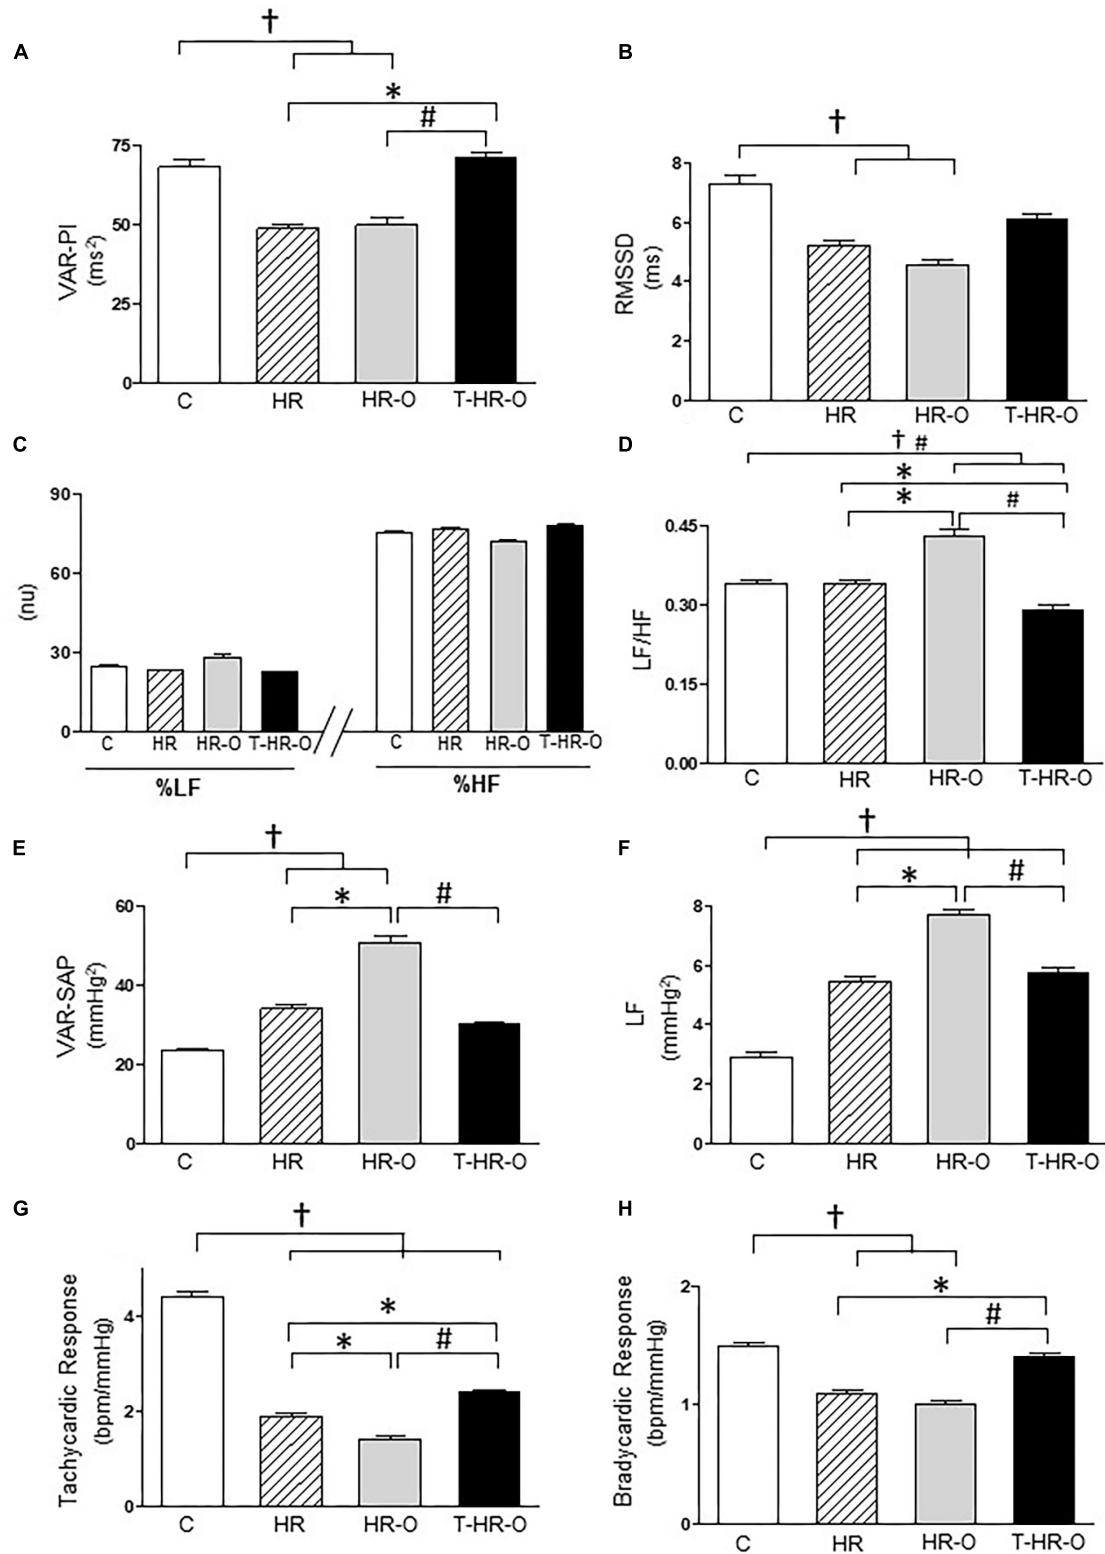 A
†
*
#
VAR-PI
(ms²)
75
50
25
0
C HR HR-O T-HR-O
B
†
RMSSD
(ms)
8
6
4
2
0
C HR HR-O T-HR-O
C
(nu)
90
60
30
0
C HR HR-O T-HR-O
%LF
C HR HR-O T-HR-O
%HF
D
† #
*
* #
LF/HF
0.45
0.30
0.15
0.00
C HR HR-O T-HR-O
E
†
* #
VAR-SAP
(mmHg²)
60
40
20
0
C HR HR-O T-HR-O
F
†
* #
LF
(mmHg²)
8
6
4
2
0
C HR HR-O T-HR-O
G
†
*
* #
Tachycardic Response
(bpm/mmHg)
4
2
0
C HR HR-O T-HR-O
H
†
*
#
Bradycardic Response
(bpm/mmHg)
2
1
0
C HR HR-O T-HR-O